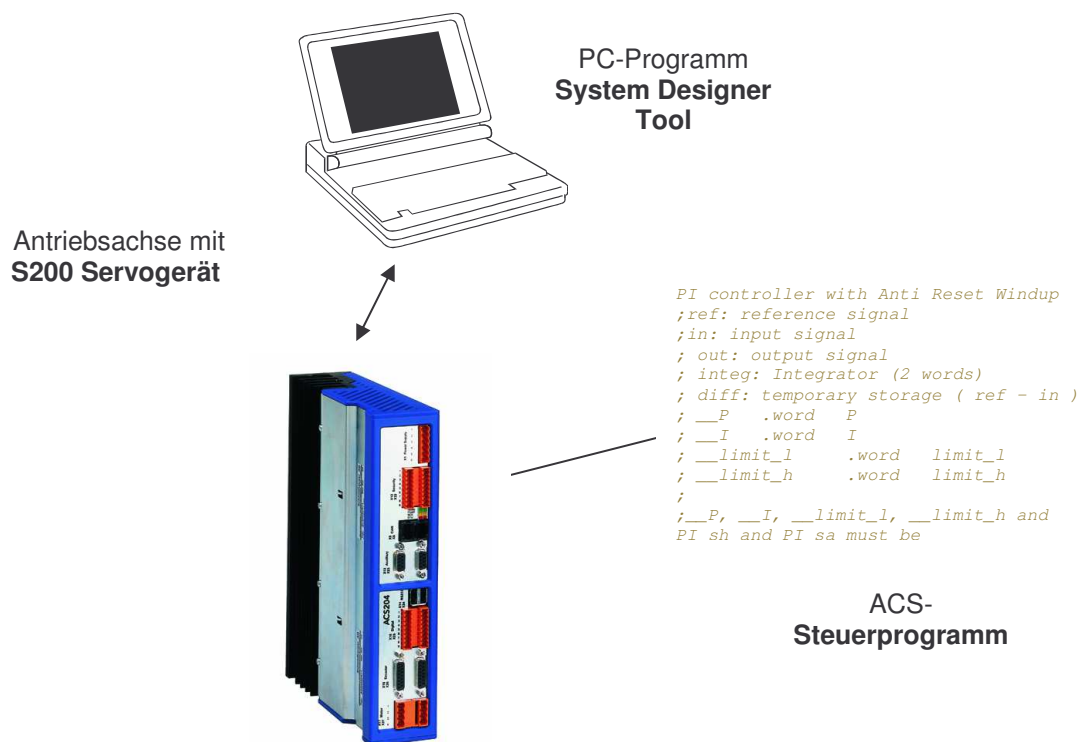 PC-Programm
System Designer
Tool
Antriebsachse mit
S200 Servogerät
PI controller with Anti Reset Windup
;ref: reference signal
;in: input signal
; out: output signal
; integ: Integrator (2 words)
; diff: temporary storage ( ref - in )
; __P .word P
; __I .word I
; __limit_l .word limit_l
; __limit_h .word limit_h
;
;__P, __I, __limit_l, __limit_h and
PI sh and PI sa must be
ACS-
Steuerprogramm
ACS204